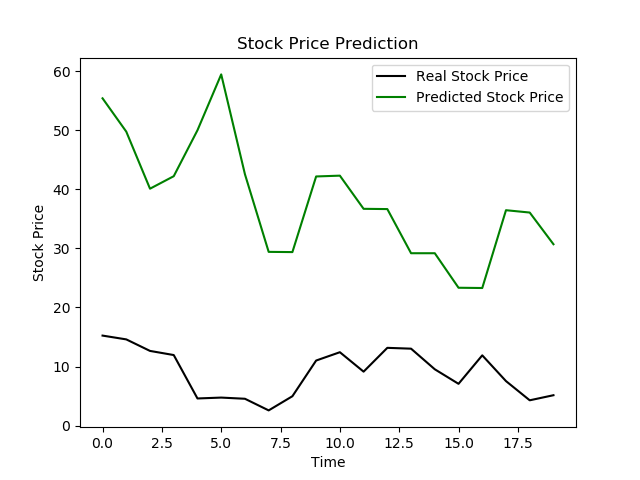 Stock Price Prediction
Real Stock Price
Predicted Stock Price
60
50
40
30
20
10
0
Stock Price
0.0 2.5 5.0 7.5 10.0 12.5 15.0 17.5
Time